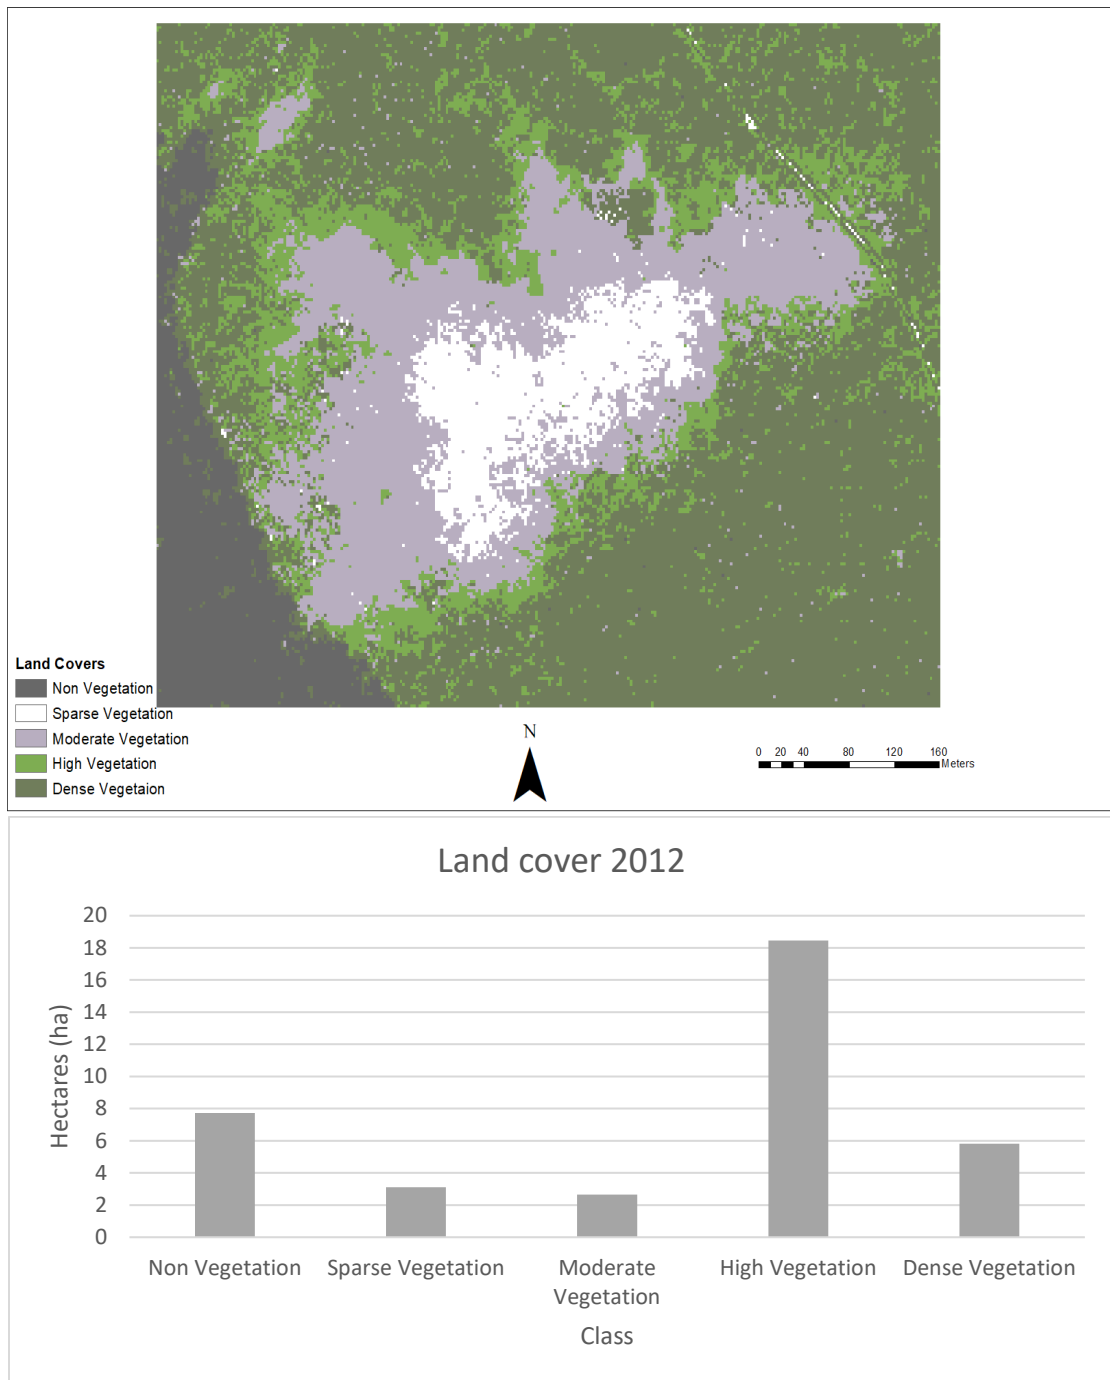 Land Covers
Non Vegetation
Sparse Vegetation
Moderate Vegetation
High Vegetation
Dense Vegetaion
N
0 20 40 80 120 160
Meters
Land cover 2012
Hectares (ha)
20
18
16
14
12
10
8
6
4
2
0
Non Vegetation Sparse Vegetation Moderate Vegetation High Vegetation Dense Vegetation
Class